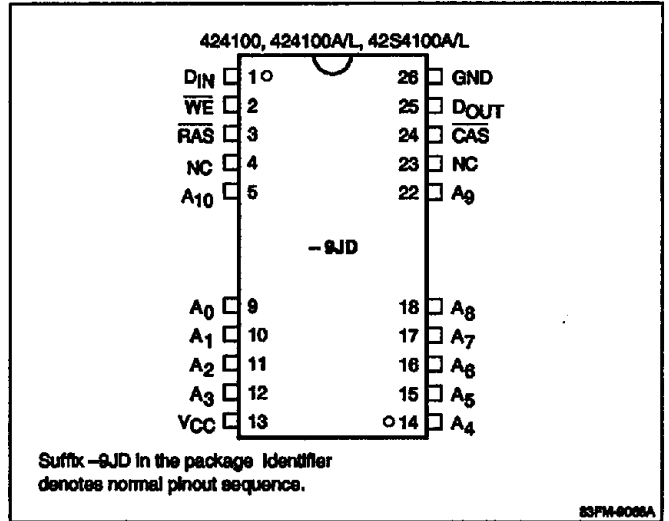 424100, 424100A/L, 42S4100A/L
DIN 1 26 GND
WE 2 25 DOUT
RAS 3 24 CAS
NC 4 23 NC
A10 5 22 A9
–9JD
A0 9 18 A8
A1 10 17 A7
A2 11 16 A6
A3 12 15 A5
VCC 13 14 A4
Suffix –9JD in the package identifier
denotes normal pinout sequence.
83FM-9066A